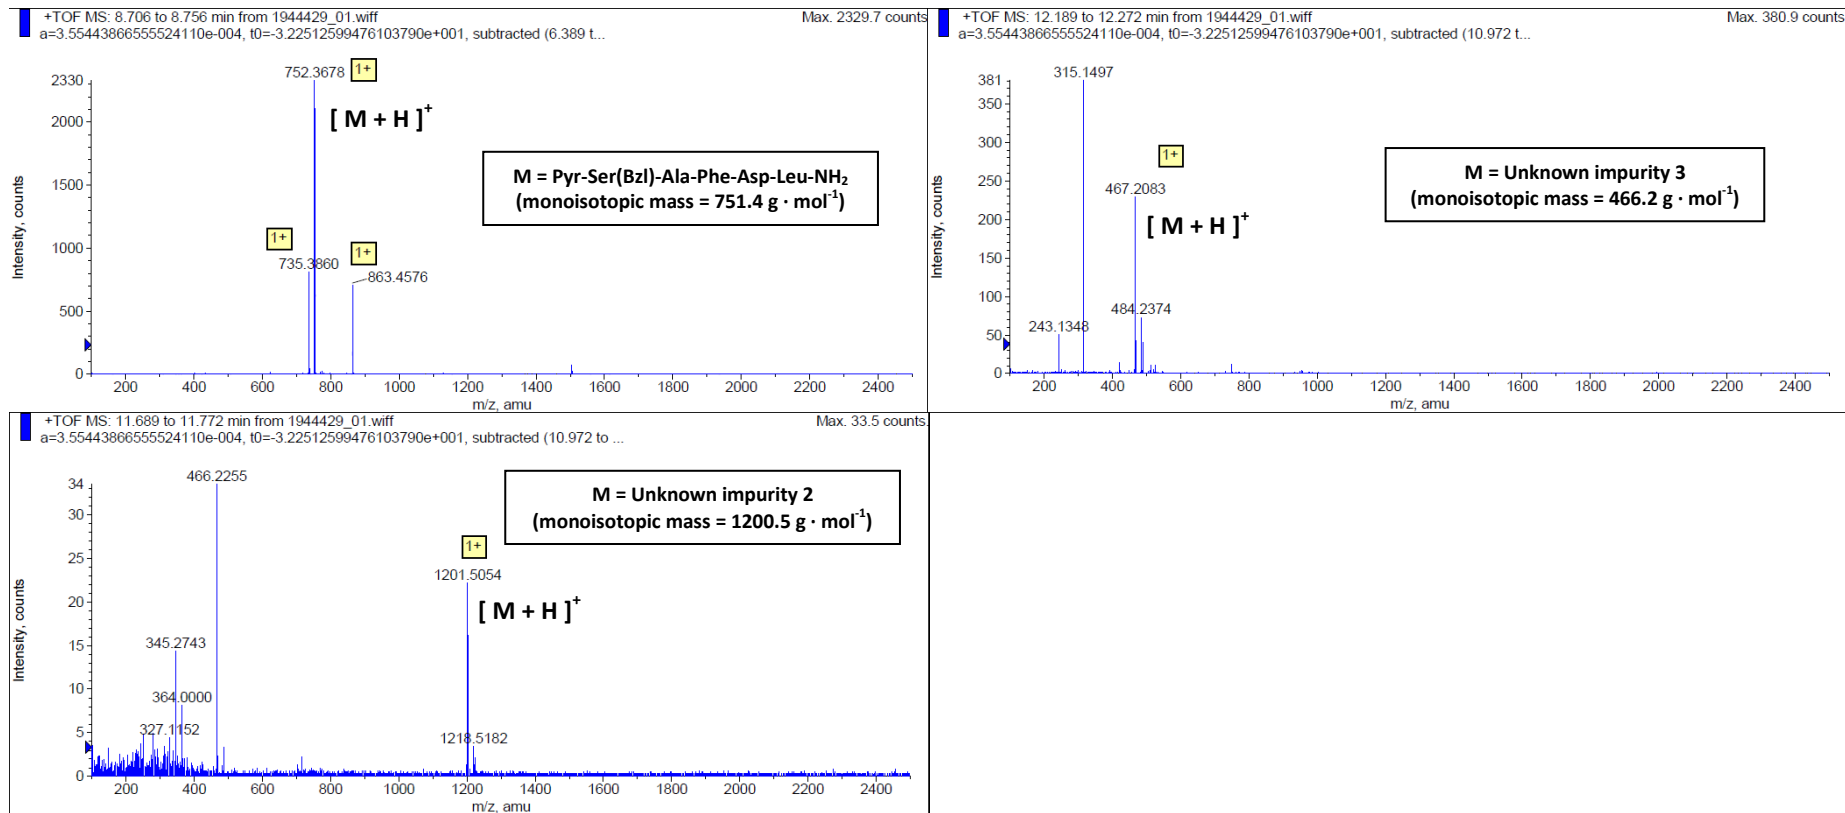 +TOF MS: 8.706 to 8.756 min from 1944429_01.wiff
Max. 2329.7 counts
a=3.55443866555524110e-004, t0=-3.22512599476103790e+001, subtracted (6.389 t...
2330
2000
1500
1000
500
0
Intensity, counts
752.3678
1+
[ M + H ]+
1+
735.3860
1+
863.4576
M = Pyr-Ser(Bzl)-Ala-Phe-Asp-Leu-NH2
(monoisotopic mass = 751.4 g · mol-1)
200 400 600 800 1000 1200 1400 1600 1800 2000 2200 2400
m/z, amu
+TOF MS: 12.189 to 12.272 min from 1944429_01.wiff
Max. 380.9 counts
a=3.55443866555524110e-004, t0=-3.22512599476103790e+001, subtracted (10.972 t...
381
350
300
250
200
150
100
50
0
Intensity, counts
315.1497
1+
467.2083
[ M + H ]+
484.2374
243.1348
M = Unknown impurity 3
(monoisotopic mass = 466.2 g · mol-1)
200 400 600 800 1000 1200 1400 1600 1800 2000 2200 2400
m/z, amu
+TOF MS: 11.689 to 11.772 min from 1944429_01.wiff
Max. 33.5 counts.
a=3.55443866555524110e-004, t0=-3.22512599476103790e+001, subtracted (10.972 to ...
34
30
25
20
15
10
5
0
Intensity, counts
466.2255
1+
1201.5054
[ M + H ]+
345.2743
364.0000
327.1152
1218.5182
M = Unknown impurity 2
(monoisotopic mass = 1200.5 g · mol-1)
200 400 600 800 1000 1200 1400 1600 1800 2000 2200 2400
m/z, amu